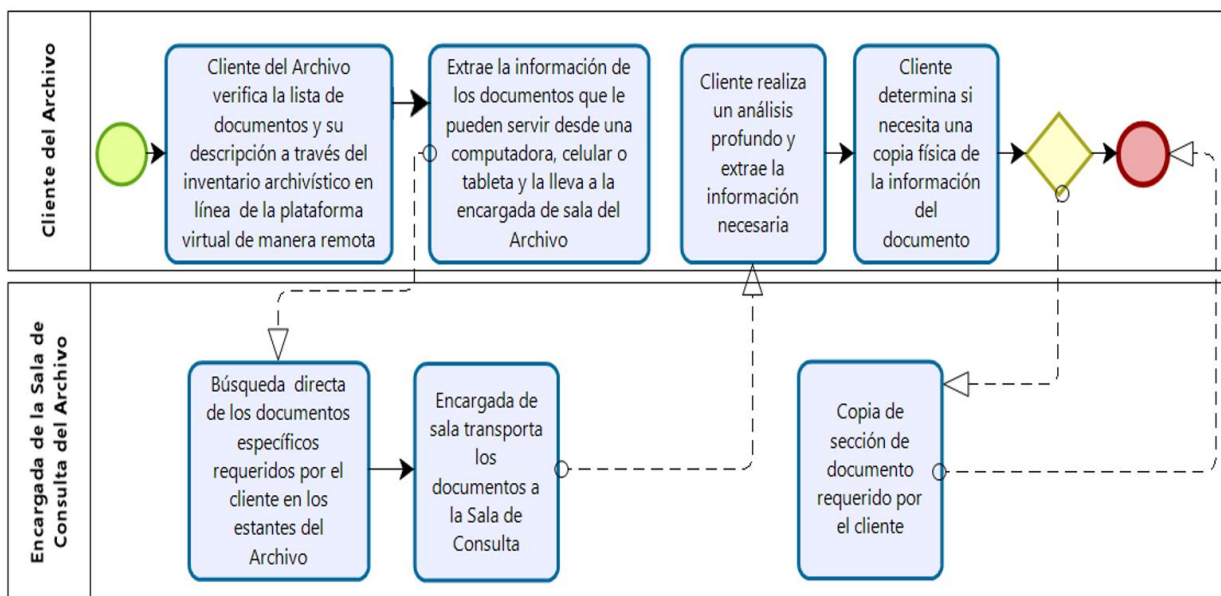 Cliente del Archivo
Cliente del Archivo
verifica la lista de
documentos y su
descripción a través del
inventario archivístico en
línea de la plataforma
virtual de manera remota
Extrae la información de
los documentos que le
pueden servir desde una
computadora, celular o
tableta y la lleva a la
encargada de sala del
Archivo
Cliente realiza
un análisis
profundo y
extrae la
información
necesaria
Cliente
determina si
necesita una
copia física de
la información
del
documento
Encargada de la Sala de
Consulta del Archivo
Búsqueda directa
de los documentos
específicos
requeridos por el
cliente en los
estantes del
Archivo
Encargada de
sala transporta
los
documentos a
la Sala de
Consulta
Copia de
sección de
documento
requerido por
el cliente